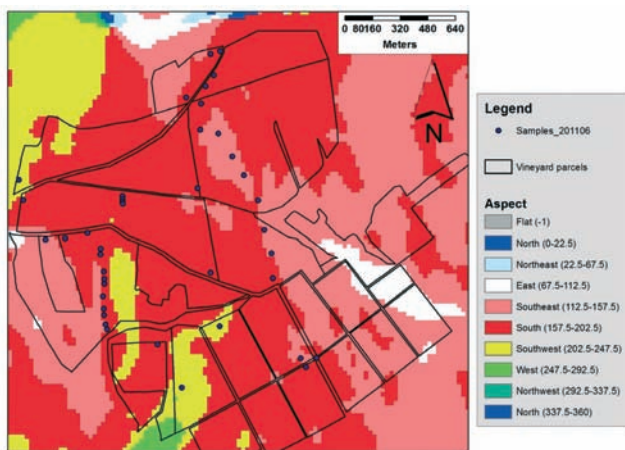 0 80160 320 480 640
Meters
N
Legend
Samples_201106
Vineyard parcels
Aspect
Flat (-1)
North (0-22.5)
Northeast (22.5-67.5)
East (67.5-112.5)
Southeast (112.5-157.5)
South (157.5-202.5)
Southwest (202.5-247.5)
West (247.5-292.5)
Northwest (292.5-337.5)
North (337.5-360)